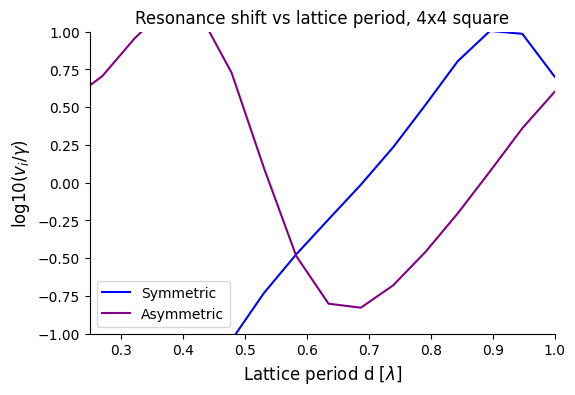 Resonance shift vs lattice period, 4x4 square
log10(v_i/γ)
1.00
0.75
0.50
0.25
0.00
−0.25
−0.50
−0.75
−1.00
Symmetric
Asymmetric
0.3 0.4 0.5 0.6 0.7 0.8 0.9 1.0
Lattice period d [λ]